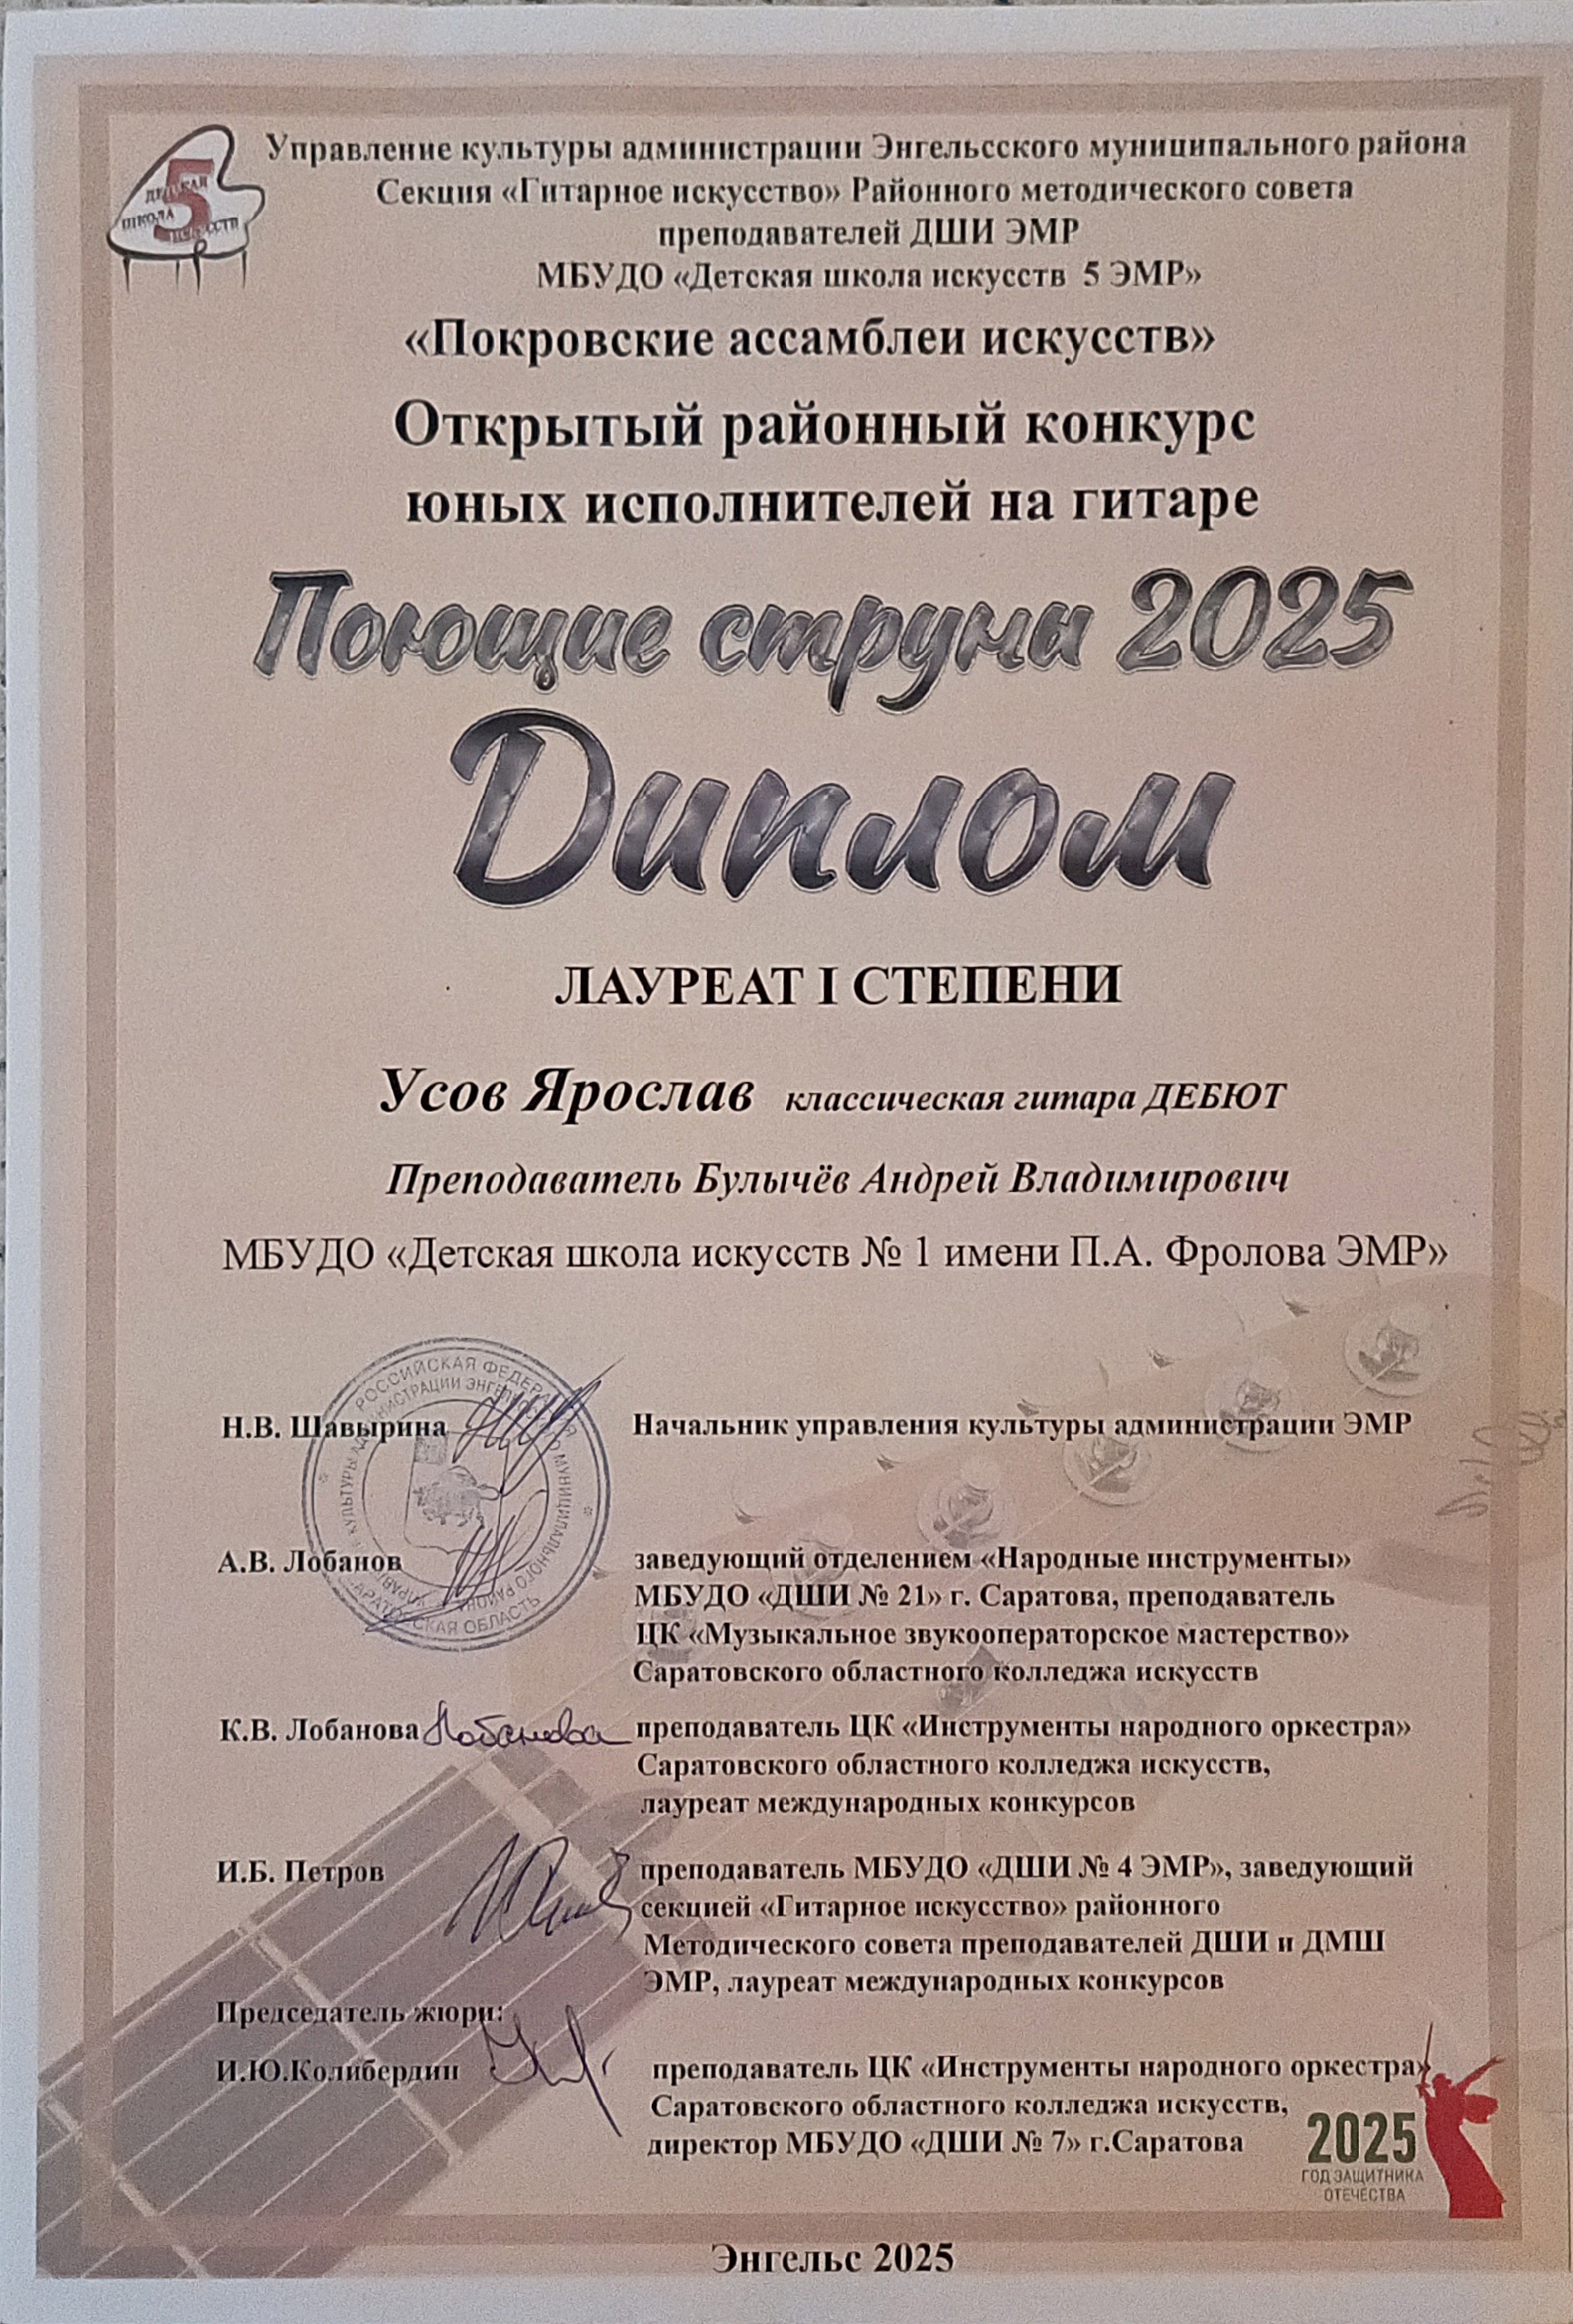 ДЕТСКАЯ
5
ШКОЛА
ИСКУССТВ
Управление культуры администрации Энгельсского муниципального района
Секция «Гитарное искусство» Районного методического совета
преподавателей ДШИ ЭМР
МБУДО «Детская школа искусств 5 ЭМР»
«Покровские ассамблеи искусств»
Открытый районный конкурс
юных исполнителей на гитаре
Поющие струны 2025
Диплом
ЛАУРЕАТ I СТЕПЕНИ
Усов Ярослав классическая гитара ДЕБЮТ
Преподаватель Булычёв Андрей Владимирович
МБУДО «Детская школа искусств № 1 имени П.А. Фролова ЭМР»
Н.В. Шавырина Начальник управления культуры администрации ЭМР
А.В. Лобанов заведующий отделением «Народные инструменты»
МБУДО «ДШИ № 21» г. Саратова, преподаватель
ЦК «Музыкальное звукооператорское мастерство»
Саратовского областного колледжа искусств
К.В. Лобанова Лобанова преподаватель ЦК «Инструменты народного оркестра»
Саратовского областного колледжа искусств,
лауреат международных конкурсов
И.Б. Петров преподаватель МБУДО «ДШИ № 4 ЭМР», заведующий
секцией «Гитарное искусство» районного
Методического совета преподавателей ДШИ и ДМШ
ЭМР, лауреат международных конкурсов
Председатель жюри:
И.Ю.Колибердин преподаватель ЦК «Инструменты народного оркестра»
Саратовского областного колледжа искусств,
директор МБУДО «ДШИ № 7» г.Саратова
2025
ГОД ЗАЩИТНИКА
ОТЕЧЕСТВА
Энгельс 2025